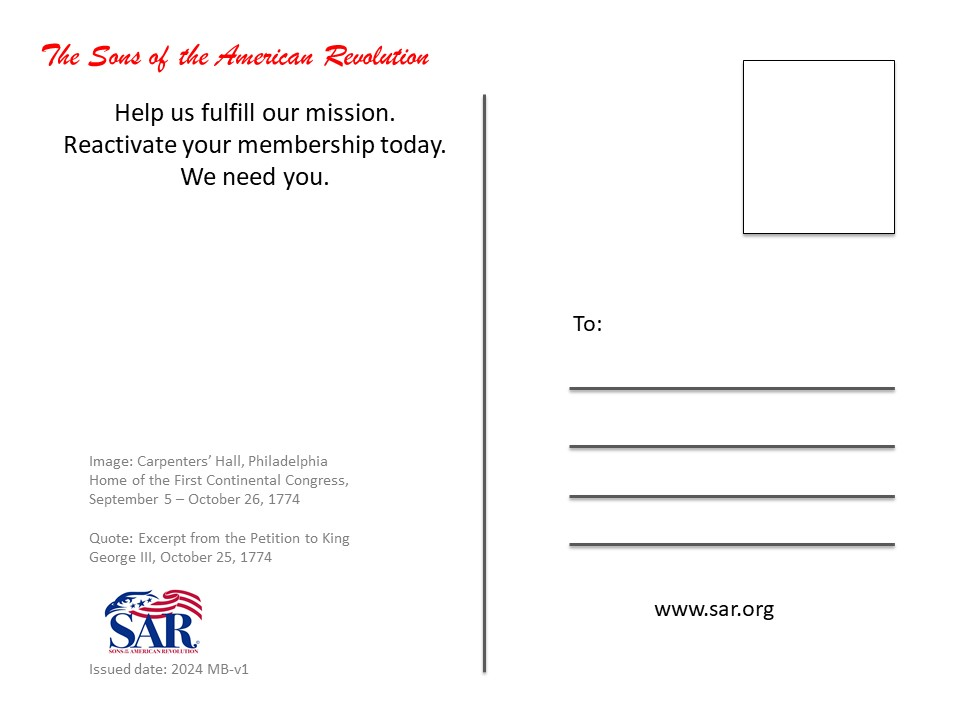 The Sons of the American Revolution
Help us fulfill our mission.
Reactivate your membership today.
We need you.
Image: Carpenters’ Hall, Philadelphia
Home of the First Continental Congress,
September 5 – October 26, 1774
Quote: Excerpt from the Petition to King
George III, October 25, 1774
SAR®
SONS OF THE AMERICAN REVOLUTION
Issued date: 2024 MB-v1
To:
www.sar.org